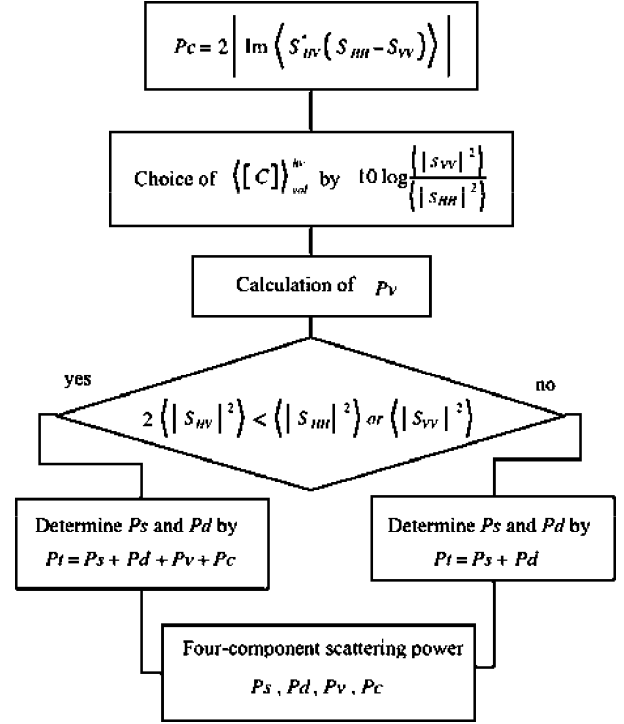 Pc = 2 | Im ⟨ S*HV ( SHH − SVV ) ⟩ |
Choice of ⟨[ C ]⟩ hv vol by 10 log ⟨| SVV | 2⟩ / ⟨| SHH | 2⟩
Calculation of Pv
yes
no
2 ⟨| SHV | 2⟩ < ⟨| SHH | 2⟩ or ⟨| SVV | 2⟩
Determine Ps and Pd by
Pt = Ps + Pd + Pv + Pc
Determine Ps and Pd by
Pt = Ps + Pd
Four-component scattering power
Ps , Pd , Pv , Pc